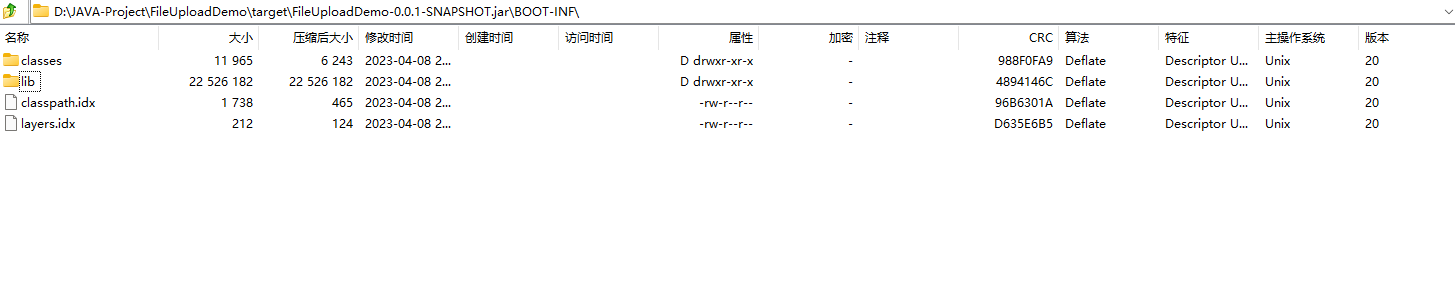 D:\JAVA-Project\FileUploadDemo\target\FileUploadDemo-0.0.1-SNAPSHOT.jar\BOOT-INF\
名称 大小 压缩后大小 修改时间 创建时间 访问时间 属性 加密 注释 CRC 算法 特征 主操作系统 版本
classes 11 965 6 243 2023-04-08 2... D drwxr-xr-x - 988F0FA9 Deflate Descriptor U... Unix 20
lib 22 526 182 22 526 182 2023-04-08 2... D drwxr-xr-x - 4894146C Deflate Descriptor U... Unix 20
classpath.idx 1 738 465 2023-04-08 2... -rw-r--r-- - 96B6301A Deflate Descriptor U... Unix 20
layers.idx 212 124 2023-04-08 2... -rw-r--r-- - D635E6B5 Deflate Descriptor U... Unix 20